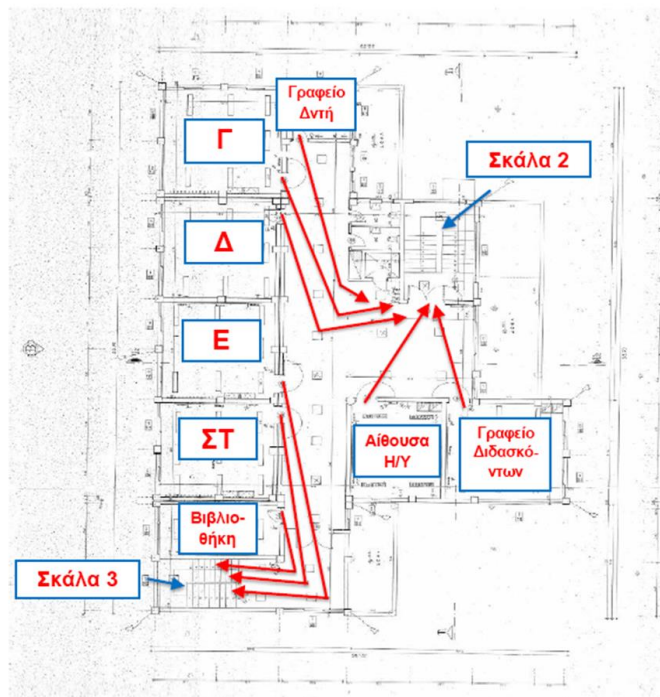 Γραφείο
Δντή
Γ
Σκάλα 2
Δ
Ε
ΣΤ
Αίθουσα
Η/Υ
Γραφείο
Διδασκό-
ντων
Βιβλιο-
θήκη
Σκάλα 3